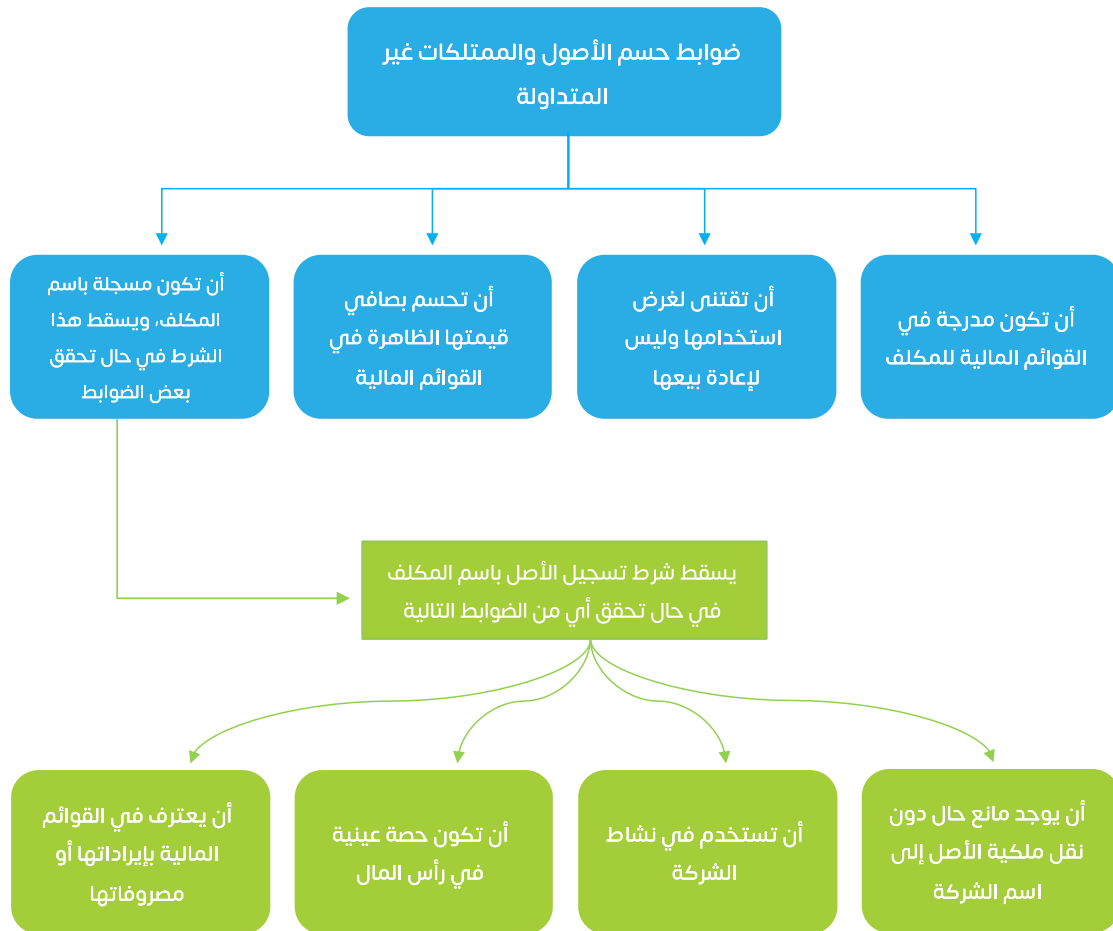 ضوابط حسم الأصول والممتلكات غير
المتداولة
أن تكون مدرجة في
القوائم المالية للمكلف
أن تقتنى لغرض
استخدامها وليس
لإعادة بيعها
أن تحسم بصافي
قيمتها الظاهرة في
القوائم المالية
أن تكون مسجلة باسم
المكلف، ويسقط هذا
الشرط في حال تحقق
بعض الضوابط
يسقط شرط تسجيل الأصل باسم المكلف
في حال تحقق أي من الضوابط التالية
أن يوجد مانع حال دون
نقل ملكية الأصل إلى
اسم الشركة
أن تستخدم في نشاط
الشركة
أن تكون حصة عينية
في رأس المال
أن يعترف في القوائم
المالية بإيراداتها أو
مصروفاتها